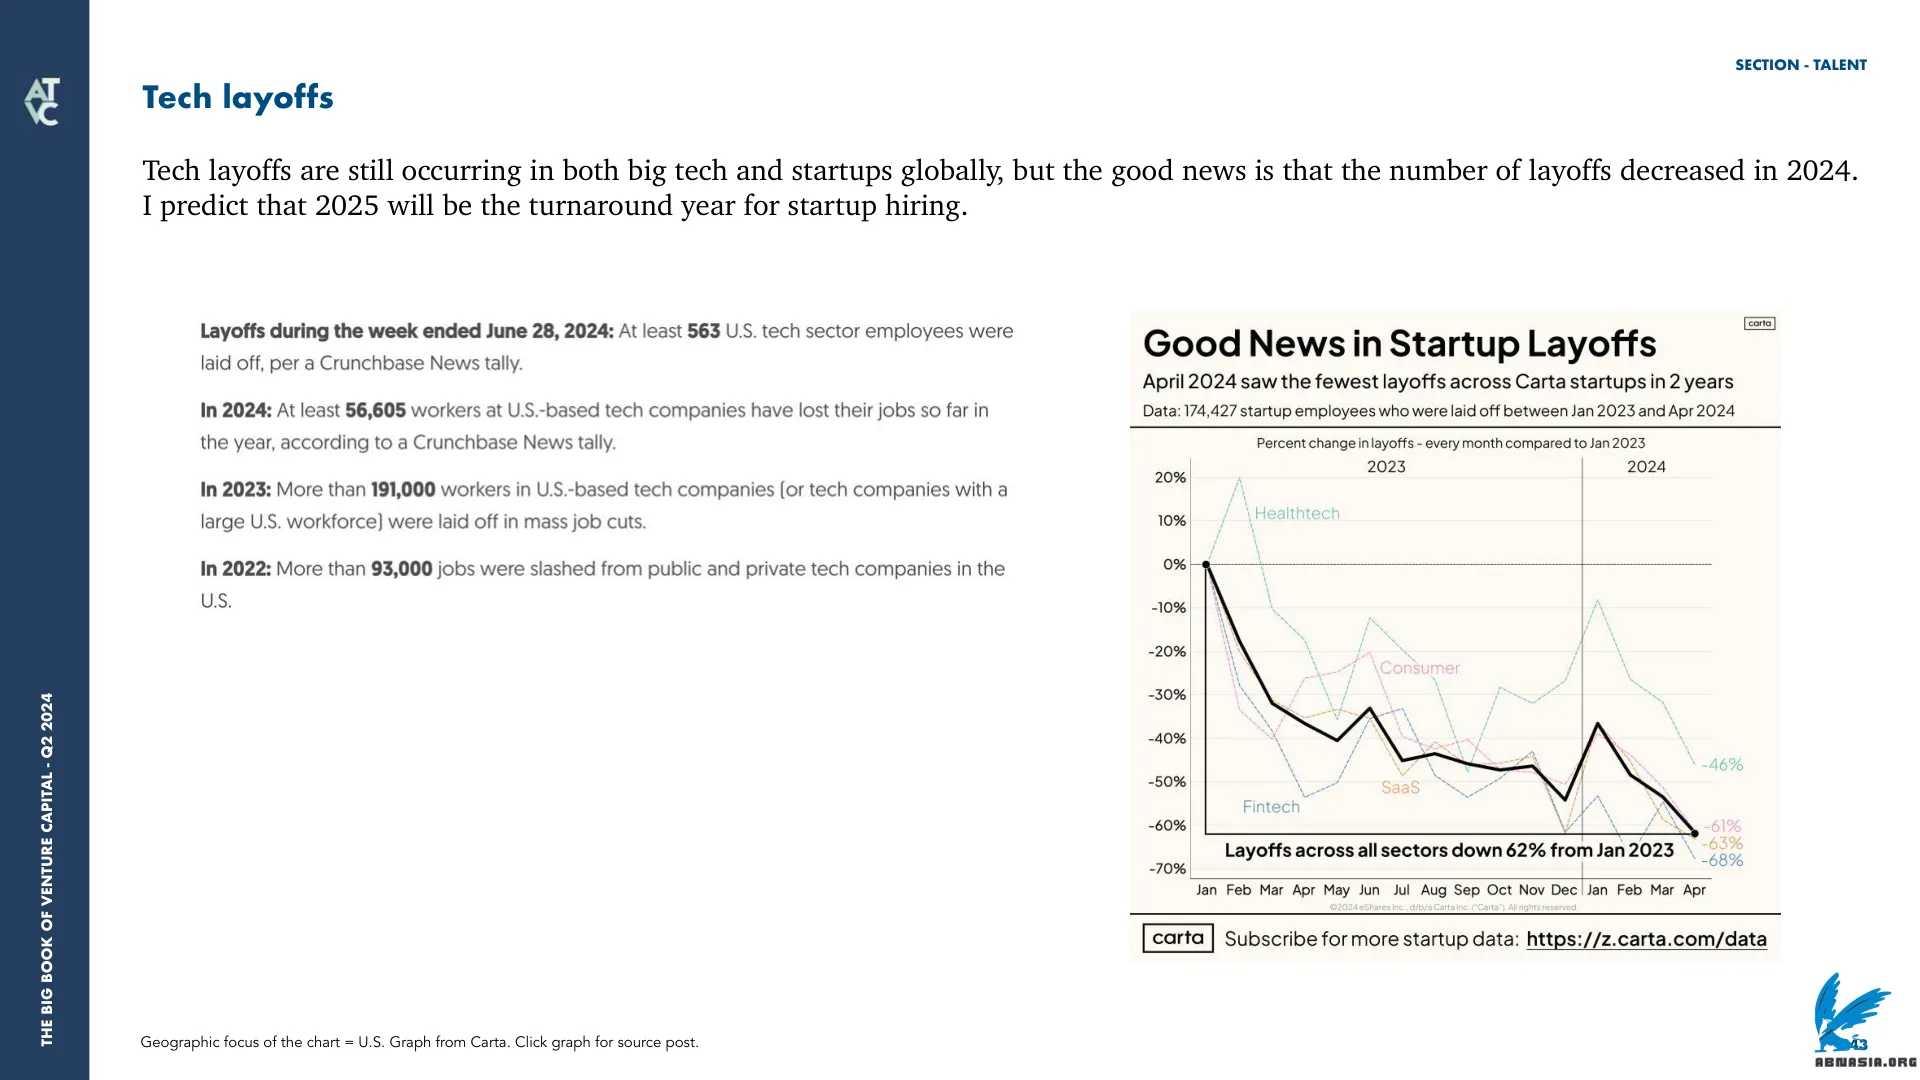 SECTION - TALENT
Tech layoffs
Tech layoffs are still occurring in both big tech and startups globally, but the good news is that the number of layoffs decreased in 2024.
I predict that 2025 will be the turnaround year for startup hiring.
Layoffs during the week ended June 28, 2024: At least 563 U.S. tech sector employees were
laid off, per a Crunchbase News tally.
In 2024: At least 56,605 workers at U.S.-based tech companies have lost their jobs so far in
the year, according to a Crunchbase News tally.
In 2023: More than 191,000 workers in U.S.-based tech companies (or tech companies with a
large U.S. workforce) were laid off in mass job cuts.
In 2022: More than 93,000 jobs were slashed from public and private tech companies in the
U.S.
carta
Good News in Startup Layoffs
April 2024 saw the fewest layoffs across Carta startups in 2 years
Data: 174,427 startup employees who were laid off between Jan 2023 and Apr 2024
Percent change in layoffs - every month compared to Jan 2023
2023 2024
20%
10%
0%
-10%
-20%
-30%
-40%
-50%
-60%
-70%
Healthtech
Consumer
SaaS
Fintech
-46%
-61%
-63%
-68%
Layoffs across all sectors down 62% from Jan 2023
Jan Feb Mar Apr May Jun Jul Aug Sep Oct Nov Dec Jan Feb Mar Apr
©2024 eShares Inc., d/b/a Carta Inc. ("Carta"). All rights reserved.
carta Subscribe for more startup data: https://z.carta.com/data
Geographic focus of the chart = U.S. Graph from Carta. Click graph for source post.
43
ABNASIA.ORG
ATVC
THE BIG BOOK OF VENTURE CAPITAL - Q2 2024